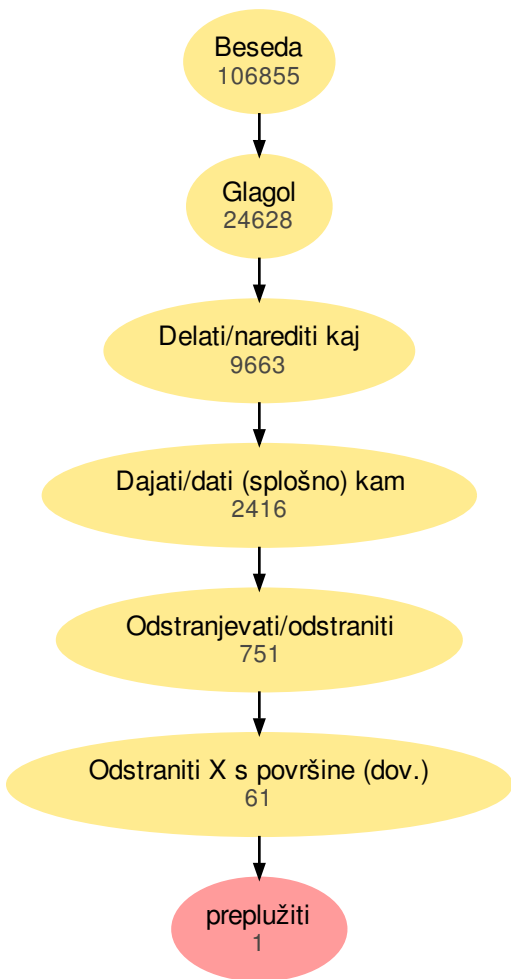 Beseda
106855
Glagol
24628
Delati/narediti kaj
9663
Dajati/dati (splošno) kam
2416
Odstranjevati/odstraniti
751
Odstraniti X s površine (dov.)
61
preplužiti
1